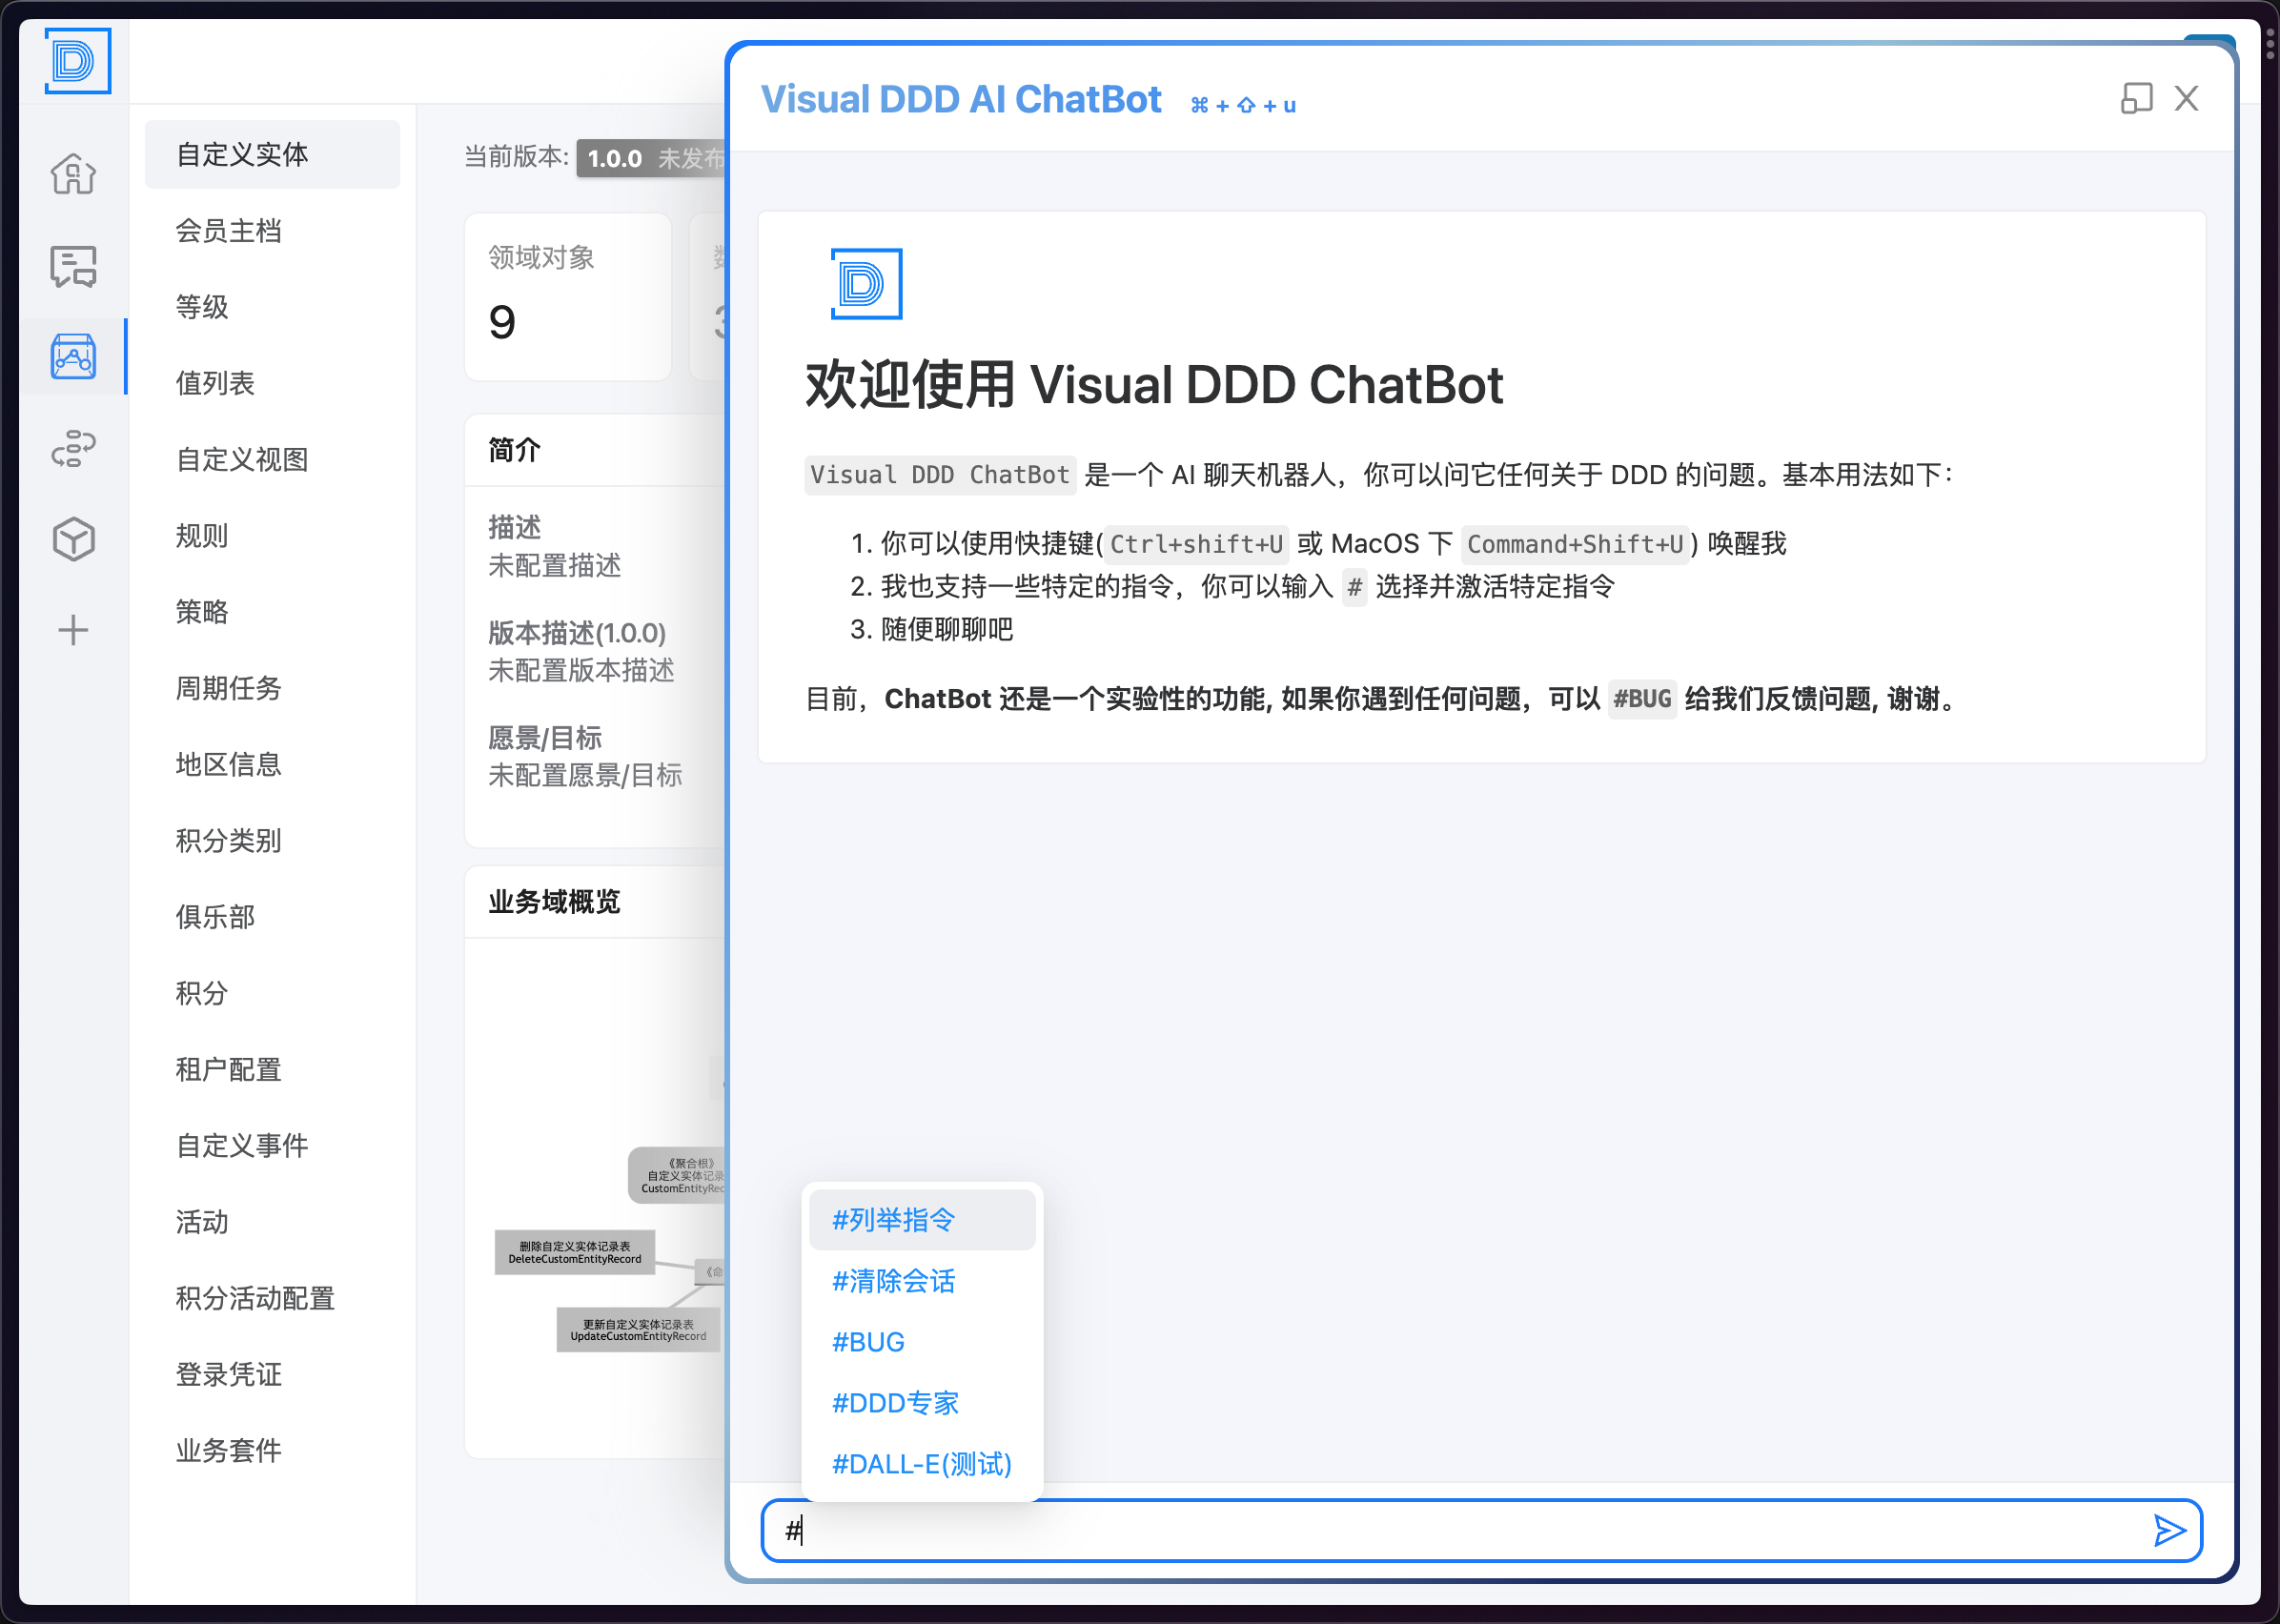 自定义实体
会员主档
等级
值列表
自定义视图
规则
策略
周期任务
地区信息
积分类别
俱乐部
积分
租户配置
自定义事件
活动
积分活动配置
登录凭证
业务套件
当前版本: 1.0.0 未发布
领域对象
9
简介
描述
未配置描述
版本描述(1.0.0)
未配置版本描述
愿景/目标
未配置愿景/目标
业务域概览
《聚合根》
自定义实体记录
CustomEntityRec
删除自定义实体记录表
DeleteCustomEntityRecord
《命
更新自定义实体记录表
UpdateCustomEntityRecord
Visual DDD AI ChatBot ⌘ + ⇧ + u
欢迎使用 Visual DDD ChatBot
Visual DDD ChatBot 是一个 AI 聊天机器人，你可以问它任何关于 DDD 的问题。基本用法如下：
1. 你可以使用快捷键(Ctrl+shift+U 或 MacOS 下 Command+Shift+U) 唤醒我
2. 我也支持一些特定的指令，你可以输入 # 选择并激活特定指令
3. 随便聊聊吧
目前，ChatBot 还是一个实验性的功能, 如果你遇到任何问题，可以 #BUG 给我们反馈问题, 谢谢。
#列举指令
#清除会话
#BUG
#DDD专家
#DALL-E(测试)
#